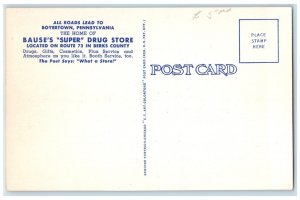 ALL ROADS LEAD TO
BOYERTOWN, PENNSYLVANIA
THE HOME OF
BAUSE'S "SUPER" DRUG STORE
LOCATED ON ROUTE 73 IN BERKS COUNTY
Drugs, Gifts, Cosmetics, Plus Service and
Atmosphere as you like it. Booth Service, too.
The Post Says: "What a Store!"
POST CARD
PLACE
STAMP
HERE